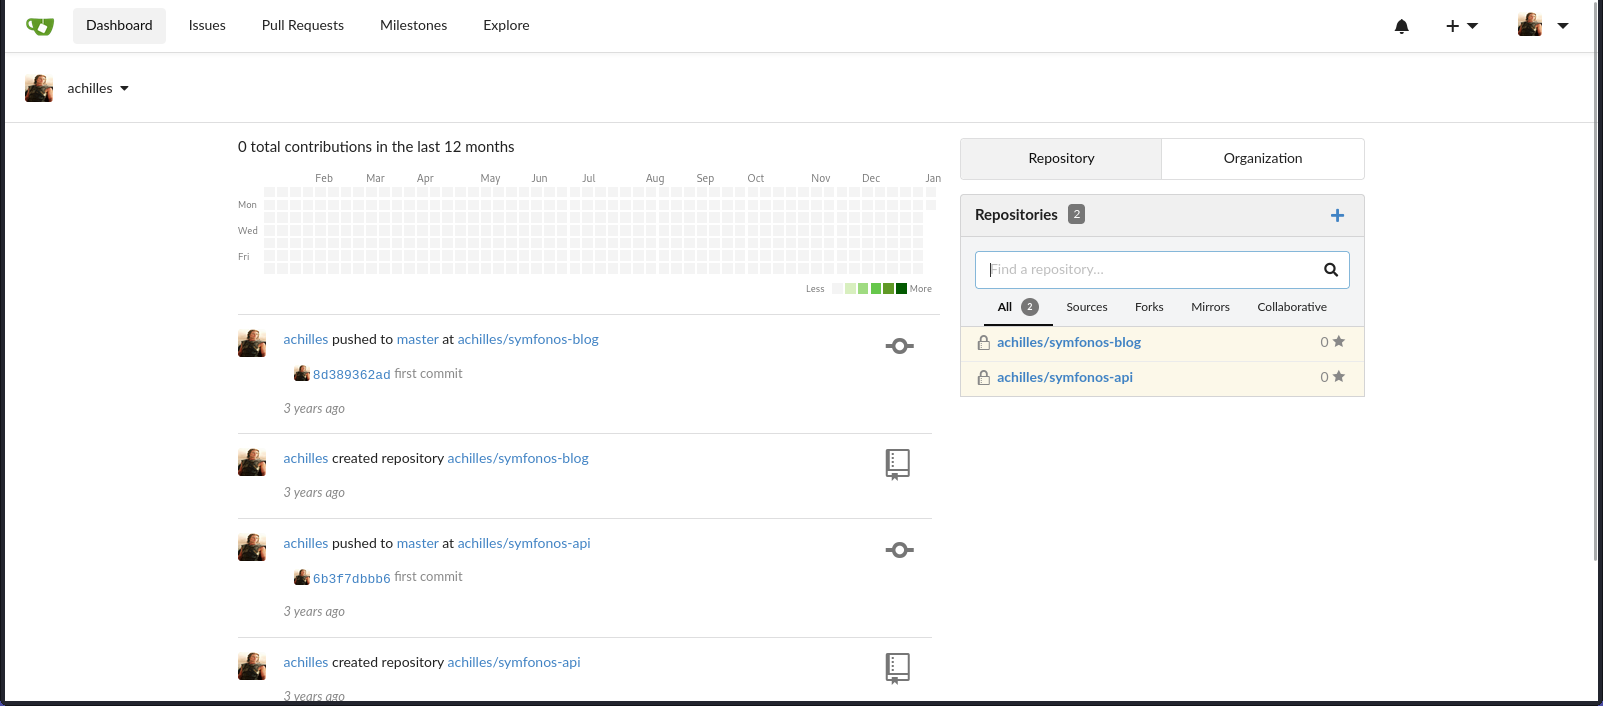 Dashboard Issues Pull Requests Milestones Explore
achilles
0 total contributions in the last 12 months
Feb Mar Apr May Jun Jul Aug Sep Oct Nov Dec Jan
Mon
Wed
Fri
Less More
achilles pushed to master at achilles/symfonos-blog
8d389362ad first commit
3 years ago
achilles created repository achilles/symfonos-blog
3 years ago
achilles pushed to master at achilles/symfonos-api
6b3f7dbbb6 first commit
3 years ago
achilles created repository achilles/symfonos-api
3 years ago
Repository Organization
Repositories 2
Find a repository...
All 2 Sources Forks Mirrors Collaborative
achilles/symfonos-blog 0
achilles/symfonos-api 0